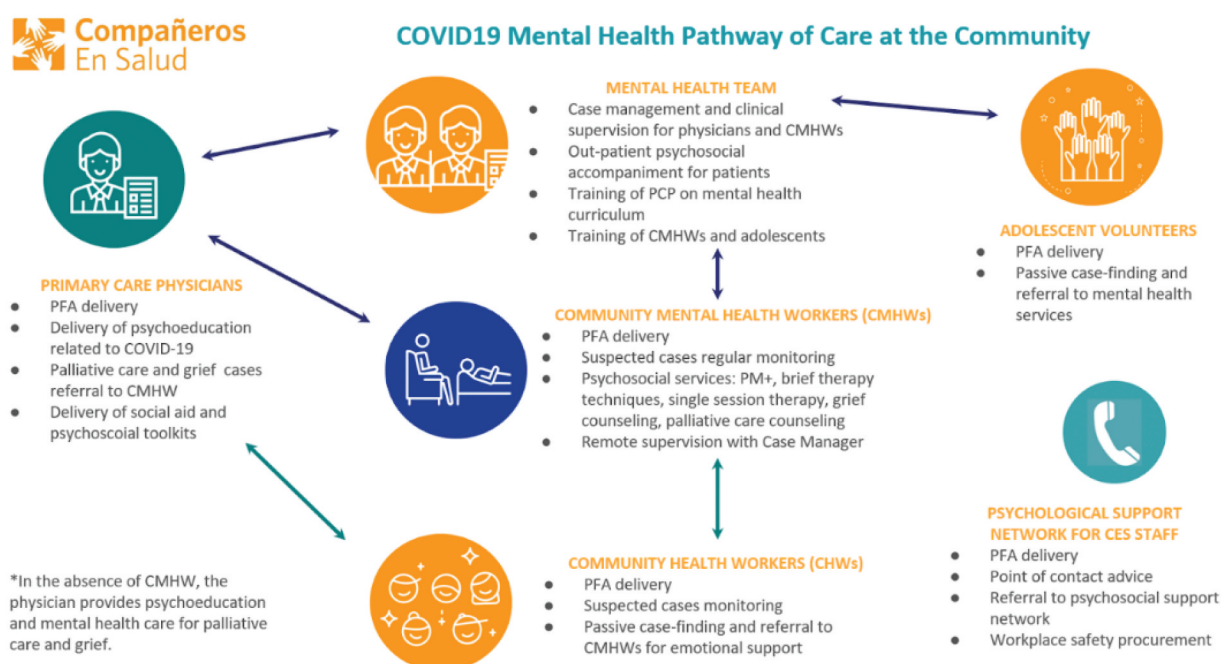 Compañeros
En Salud
COVID19 Mental Health Pathway of Care at the Community
MENTAL HEALTH TEAM
● Case management and clinical
supervision for physicians and CMHWs
● Out-patient psychosocial
accompaniment for patients
● Training of PCP on mental health
curriculum
● Training of CMHWs and adolescents
ADOLESCENT VOLUNTEERS
● PFA delivery
● Passive case-finding and
referral to mental health
services
PRIMARY CARE PHYSICIANS
● PFA delivery
● Delivery of psychoeducation
related to COVID-19
● Palliative care and grief cases
referral to CMHW
● Delivery of social aid and
psychoscoial toolkits
COMMUNITY MENTAL HEALTH WORKERS (CMHWs)
● PFA delivery
● Suspected cases regular monitoring
● Psychosocial services: PM+, brief therapy
techniques, single session therapy, grief
counseling, palliative care counseling
● Remote supervision with Case Manager
PSYCHOLOGICAL SUPPORT
NETWORK FOR CES STAFF
● PFA delivery
● Point of contact advice
● Referral to psychosocial support
network
● Workplace safety procurement
COMMUNITY HEALTH WORKERS (CHWs)
● PFA delivery
● Suspected cases monitoring
● Passive case-finding and referral to
CMHWs for emotional support
*In the absence of CMHW, the
physician provides psychoeducation
and mental health care for palliative
care and grief.